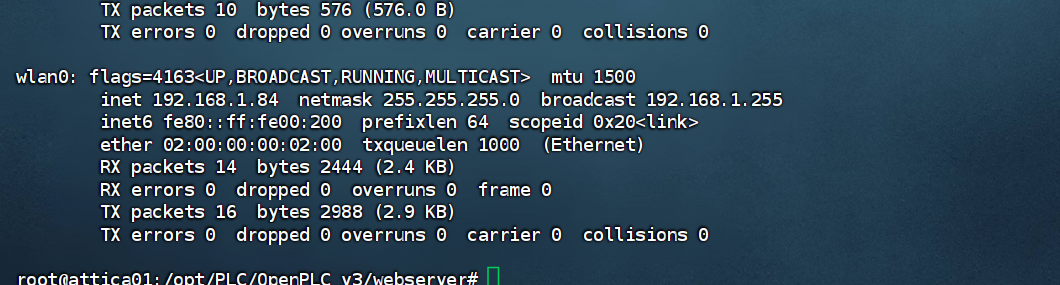 TX packets 10  bytes 576 (576.0 B)
TX errors 0  dropped 0 overruns 0  carrier 0  collisions 0
wlan0: flags=4163<UP,BROADCAST,RUNNING,MULTICAST>  mtu 1500
inet 192.168.1.84  netmask 255.255.255.0  broadcast 192.168.1.255
inet6 fe80::ff:fe00:200  prefixlen 64  scopeid 0x20<link>
ether 02:00:00:00:02:00  txqueuelen 1000  (Ethernet)
RX packets 14  bytes 2444 (2.4 KB)
RX errors 0  dropped 0  overruns 0  frame 0
TX packets 16  bytes 2988 (2.9 KB)
TX errors 0  dropped 0 overruns 0  carrier 0  collisions 0
root@attica01:/opt/PLC/OpenPLC_v3/webserver#